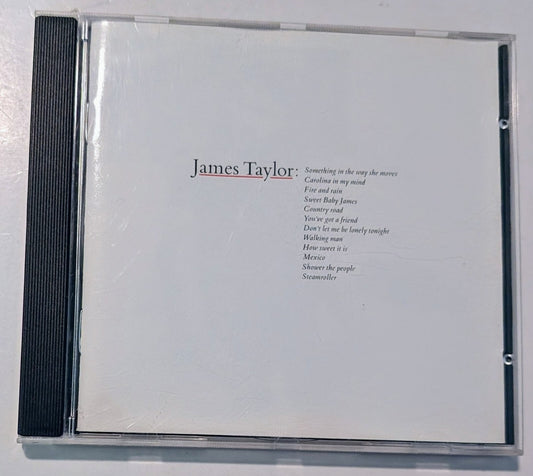 James Taylor:
Something in the way she moves
Carolina in my mind
Fire and rain
Sweet Baby James
Country road
You've got a friend
Don't let me be lonely tonight
Walking man
How sweet it is
Mexico
Shower the people
Steamroller